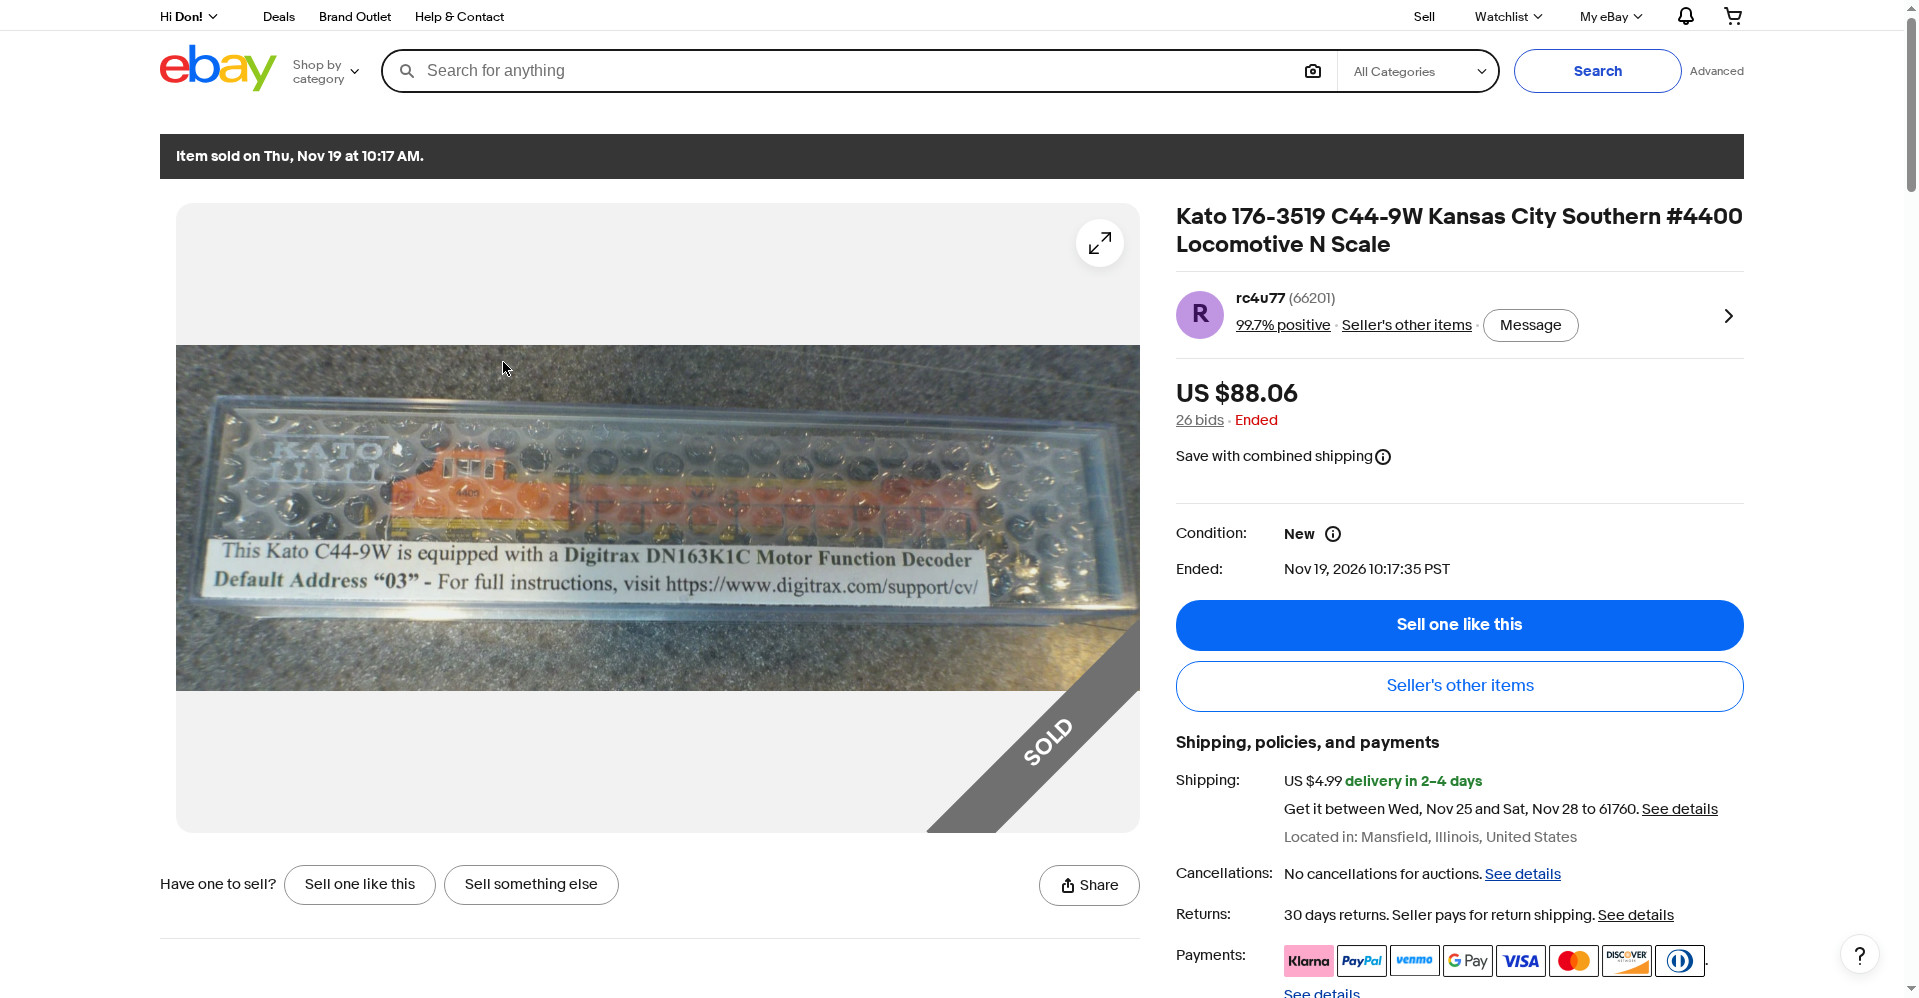 Hi Don!
Deals
Brand Outlet
Help & Contact
Sell
Watchlist
My eBay
ebay
Shop by
category
Search for anything
All Categories
Search
Advanced
Item sold on Thu, Nov 19 at 10:17 AM.
KATO
4400
This Kato C44-9W is equipped with a Digitrax DN163K1C Motor Function Decoder
Default Address “03” - For full instructions, visit https://www.digitrax.com/support/cv/
SOLD
Have one to sell?
Sell one like this
Sell something else
Share
Kato 176-3519 C44-9W Kansas City Southern #4400
Locomotive N Scale
R
rc4u77 (66201)
99.7% positive · Seller's other items · Message
US $88.06
26 bids · Ended
Save with combined shipping
Condition: New
Ended: Nov 19, 2026 10:17:35 PST
Sell one like this
Seller's other items
Shipping, policies, and payments
Shipping: US $4.99 delivery in 2–4 days
Get it between Wed, Nov 25 and Sat, Nov 28 to 61760. See details
Located in: Mansfield, Illinois, United States
Cancellations: No cancellations for auctions. See details
Returns: 30 days returns. Seller pays for return shipping. See details
Payments: Klarna PayPal venmo G Pay VISA DISCOVER
See details
?